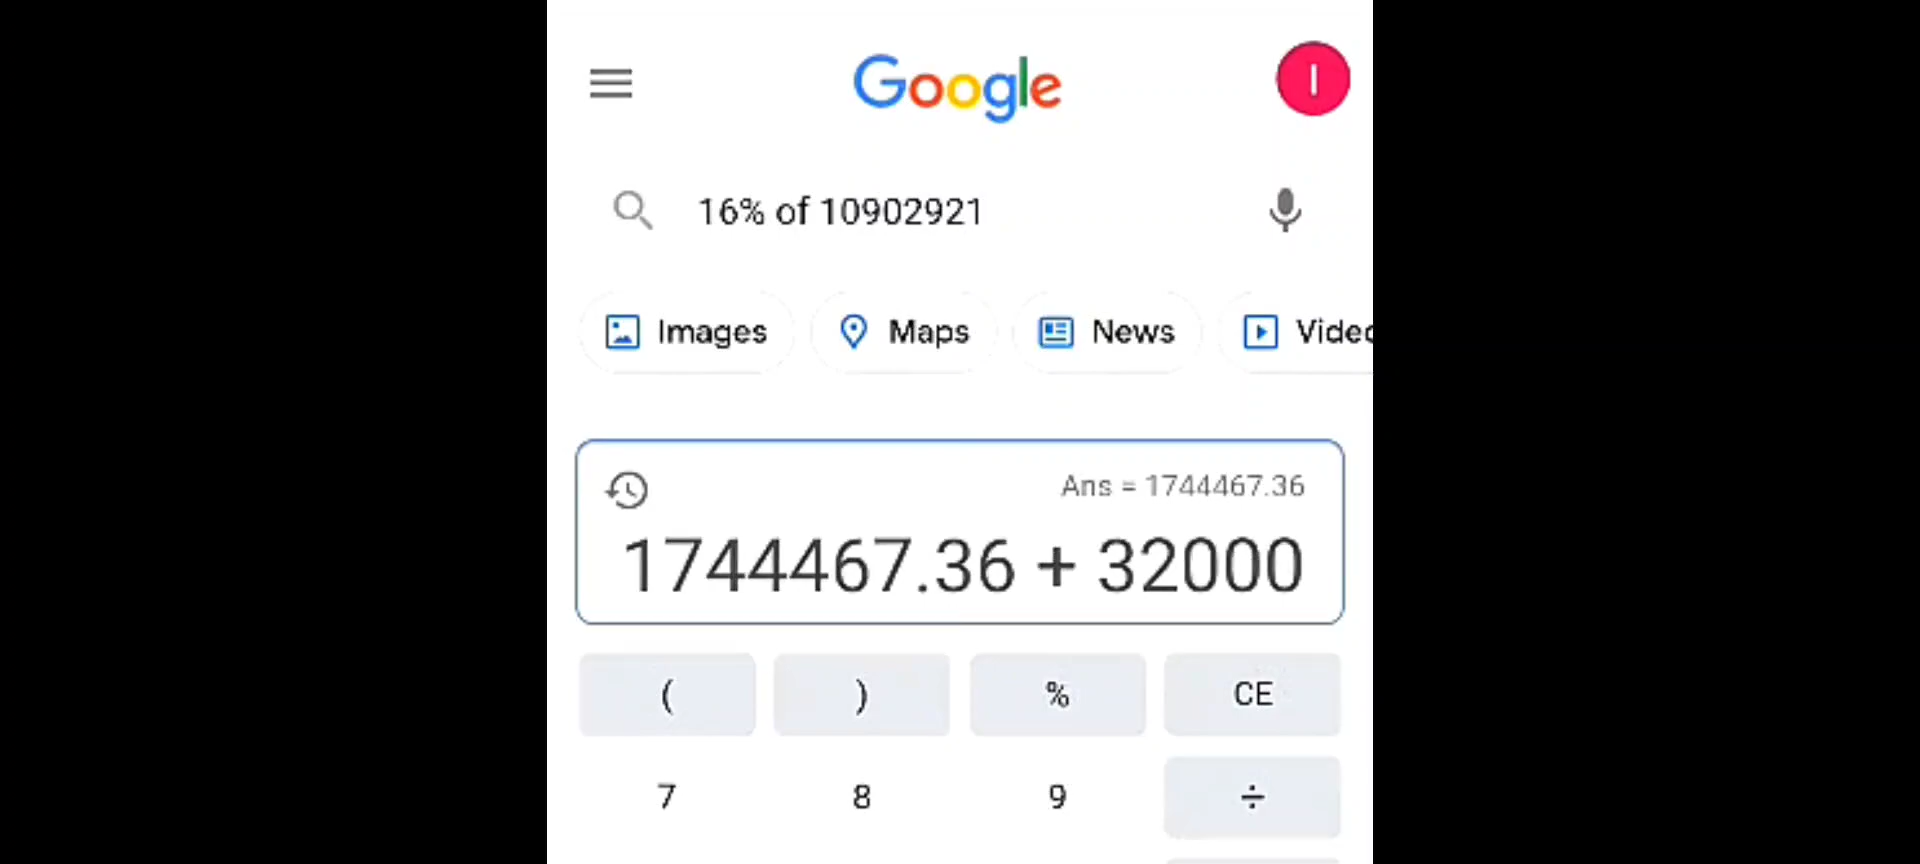 Google
I
16% of 10902921
Images Maps News
Ans = 1744467.36
1744467.36 + 32000
( ) % CE
7 8 9 ÷